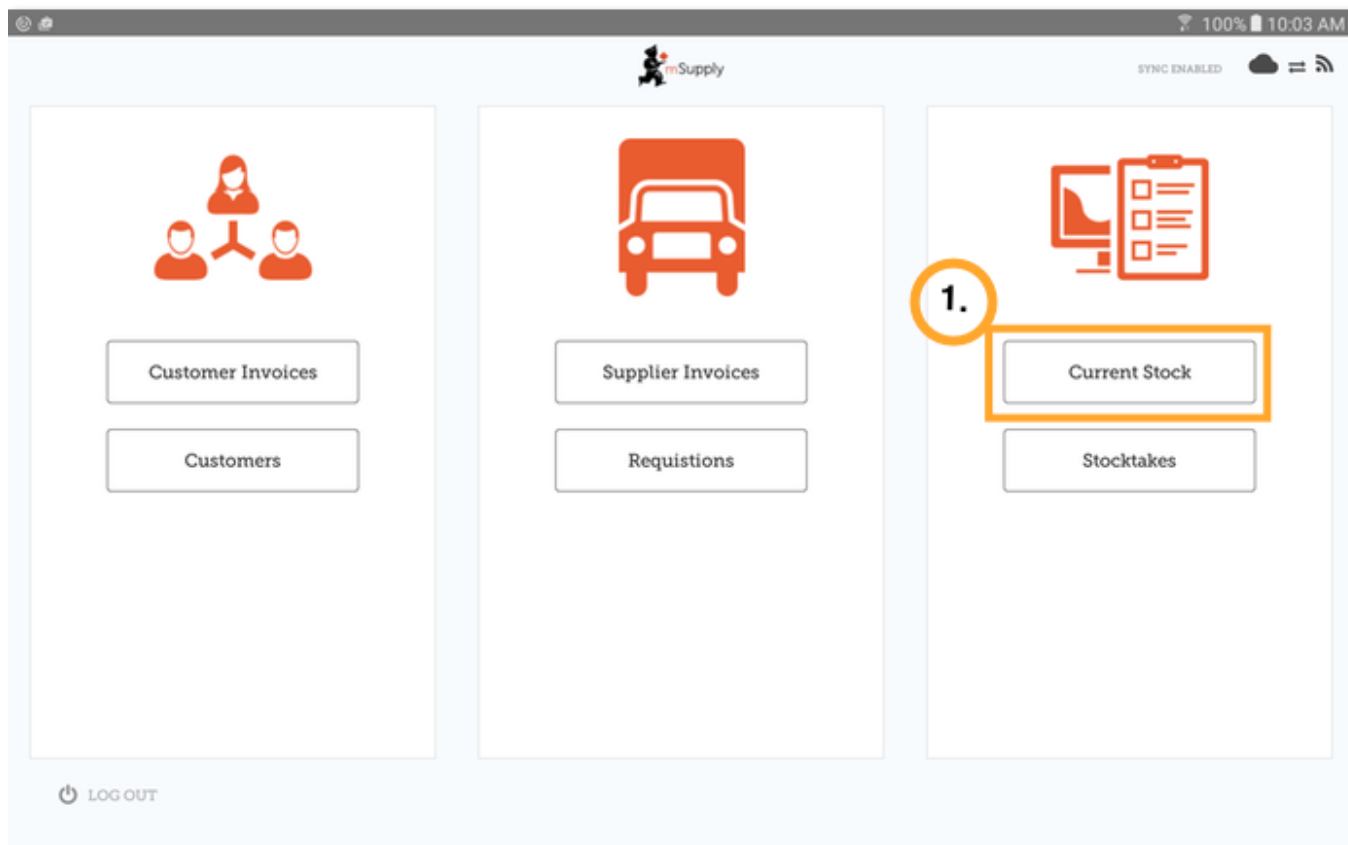 100% 10:03 AM
mSupply
SYNC ENABLED
1.
Customer Invoices
Supplier Invoices
Current Stock
Customers
Requistions
Stocktakes
LOG OUT